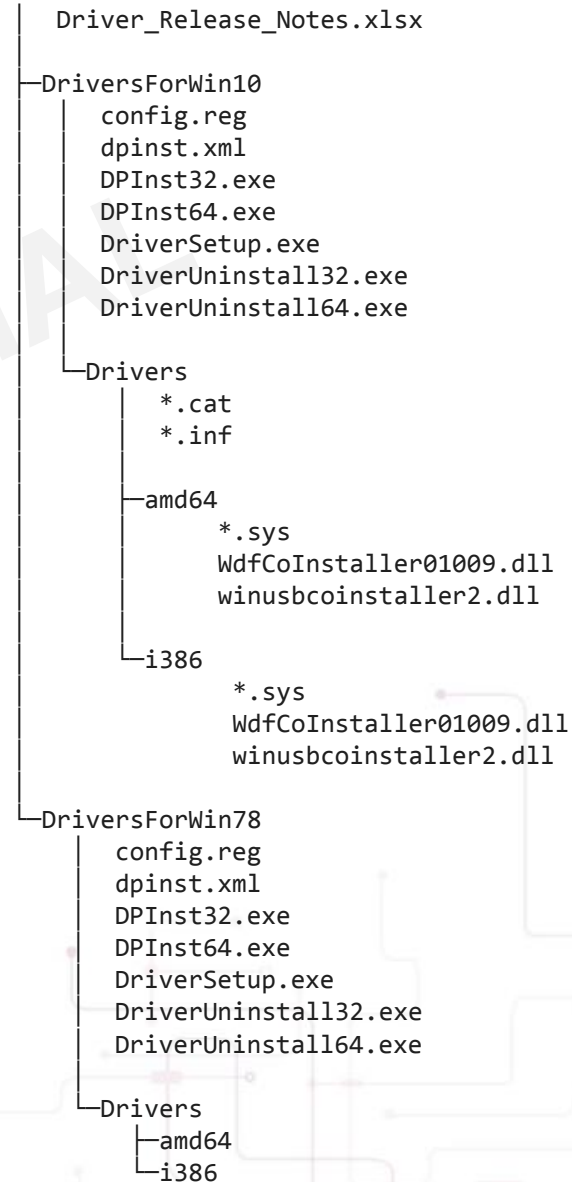 │  Driver_Release_Notes.xlsx
│
├─DriversForWin10
│  │  config.reg
│  │  dpinst.xml
│  │  DPInst32.exe
│  │  DPInst64.exe
│  │  DriverSetup.exe
│  │  DriverUninstall32.exe
│  │  DriverUninstall64.exe
│  │
│  └─Drivers
│      │  *.cat
│      │  *.inf
│      │
│      ├─amd64
│      │      *.sys
│      │      WdfCoInstaller01009.dll
│      │      winusbcoinstaller2.dll
│      │
│      └─i386
│              *.sys
│              WdfCoInstaller01009.dll
│              winusbcoinstaller2.dll
│
└─DriversForWin78
    │  config.reg
    │  dpinst.xml
    │  DPInst32.exe
    │  DPInst64.exe
    │  DriverSetup.exe
    │  DriverUninstall32.exe
    │  DriverUninstall64.exe
    │
    └─Drivers
        ├─amd64
        └─i386